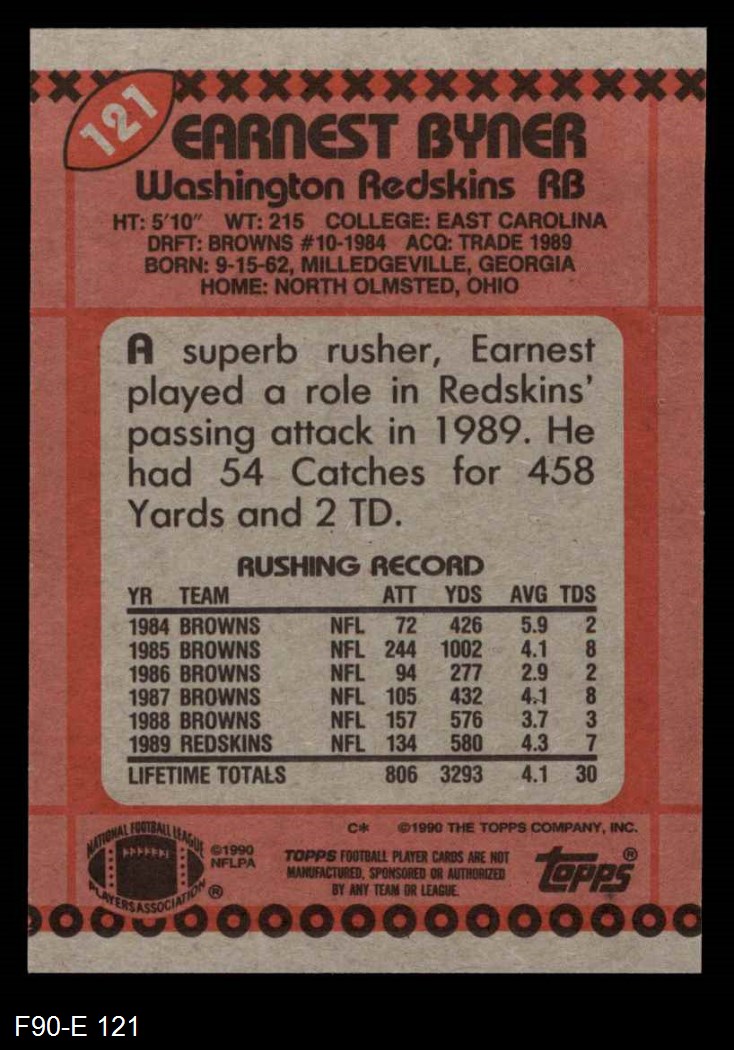 121
EARNEST BYNER
Washington Redskins RB
HT: 5'10" WT: 215 COLLEGE: EAST CAROLINA
DRFT: BROWNS #10-1984 ACQ: TRADE 1989
BORN: 9-15-62, MILLEDGEVILLE, GEORGIA
HOME: NORTH OLMSTED, OHIO
A superb rusher, Earnest
played a role in Redskins'
passing attack in 1989. He
had 54 Catches for 458
Yards and 2 TD.
RUSHING RECORD
YR TEAM ATT YDS AVG TDS
1984 BROWNS NFL 72 426 5.9 2
1985 BROWNS NFL 244 1002 4.1 8
1986 BROWNS NFL 94 277 2.9 2
1987 BROWNS NFL 105 432 4.1 8
1988 BROWNS NFL 157 576 3.7 3
1989 REDSKINS NFL 134 580 4.3 7
LIFETIME TOTALS 806 3293 4.1 30
C* ©1990 THE TOPPS COMPANY, INC.
NATIONAL FOOTBALL LEAGUE
PLAYERS ASSOCIATION ®
©1990
NFLPA
TOPPS FOOTBALL PLAYER CARDS ARE NOT
MANUFACTURED, SPONSORED OR AUTHORIZED
BY ANY TEAM OR LEAGUE.
topps®
F90-E 121